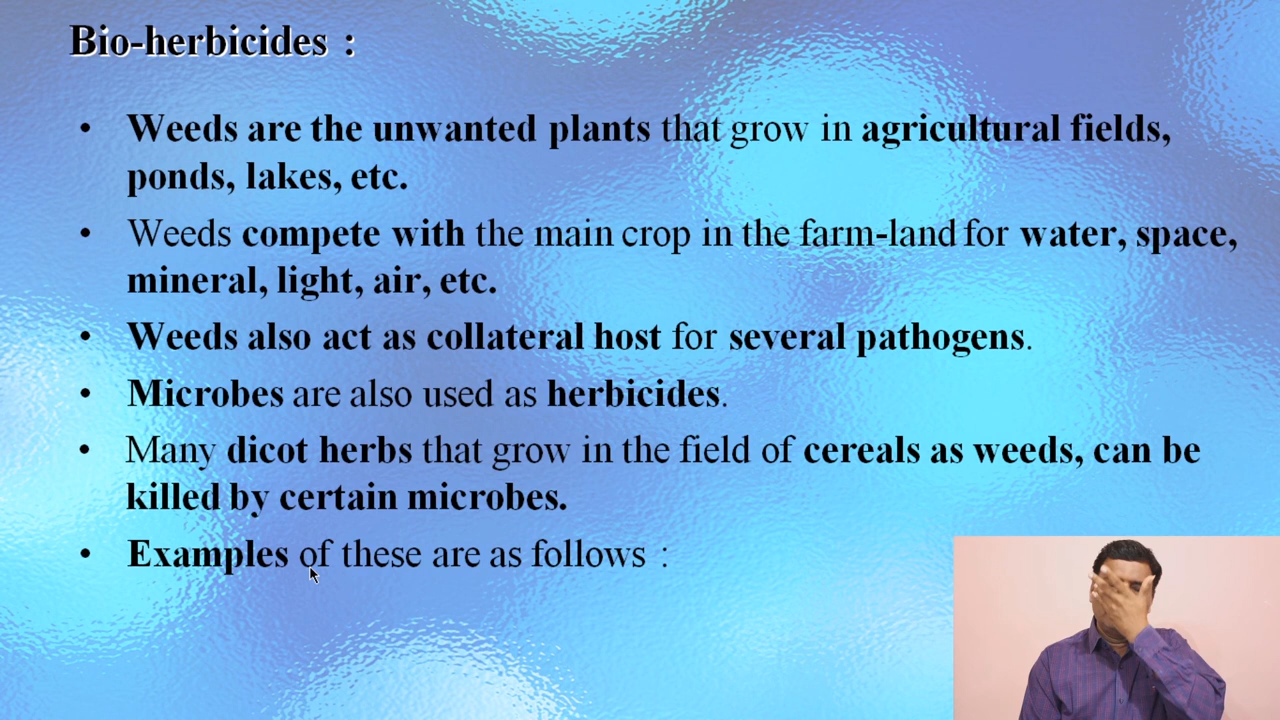 Bio-herbicides :
• Weeds are the unwanted plants that grow in agricultural fields,
ponds, lakes, etc.
• Weeds compete with the main crop in the farm-land for water, space,
mineral, light, air, etc.
• Weeds also act as collateral host for several pathogens.
• Microbes are also used as herbicides.
• Many dicot herbs that grow in the field of cereals as weeds, can be
killed by certain microbes.
• Examples of these are as follows :